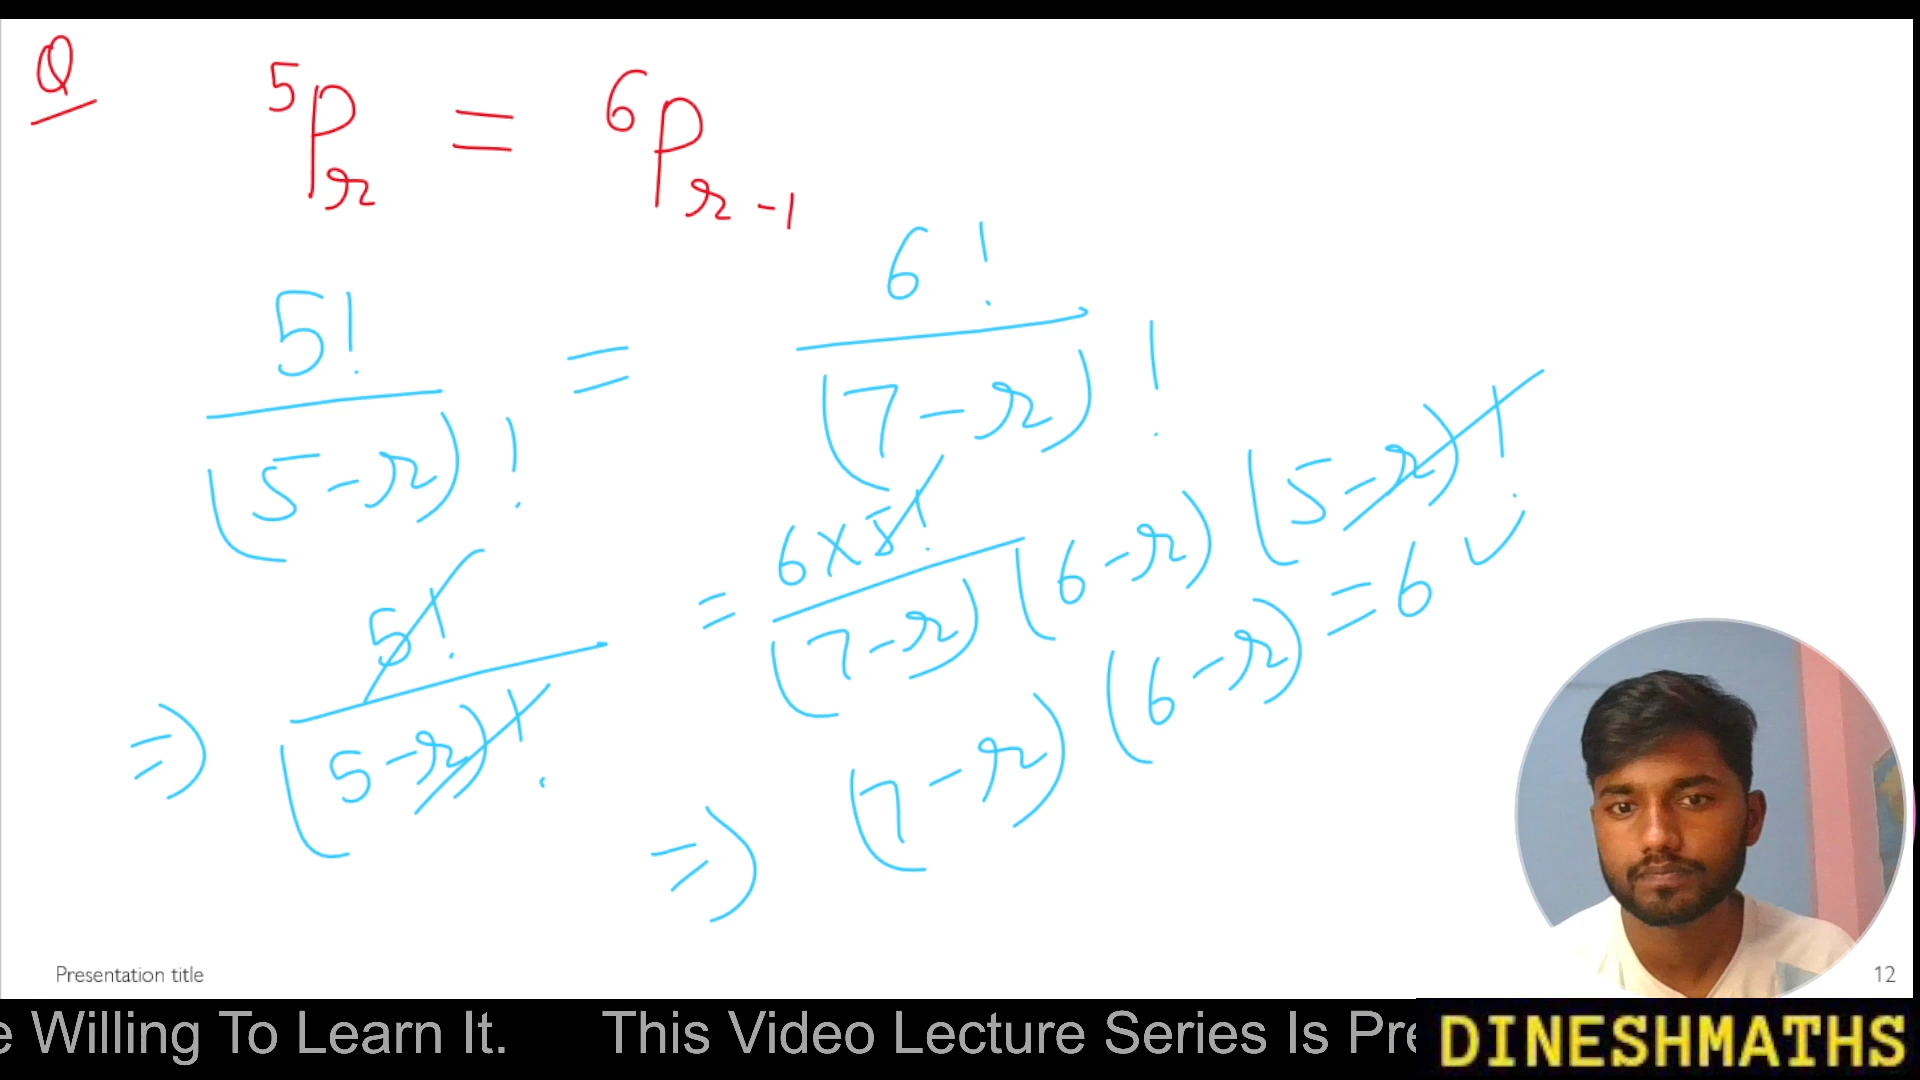 Q
⁵Pᵣ = ⁶Pᵣ₋₁
5!/(5-r)! = 6!/(7-r)!
⇒ 5!/(5-r)! = 6×5!/(7-r)(6-r)(5-r)!
⇒ (7-r)(6-r) = 6 ✓
Presentation title
12
e Willing To Learn It. This Video Lecture Series Is Pre
DINESHMATHS